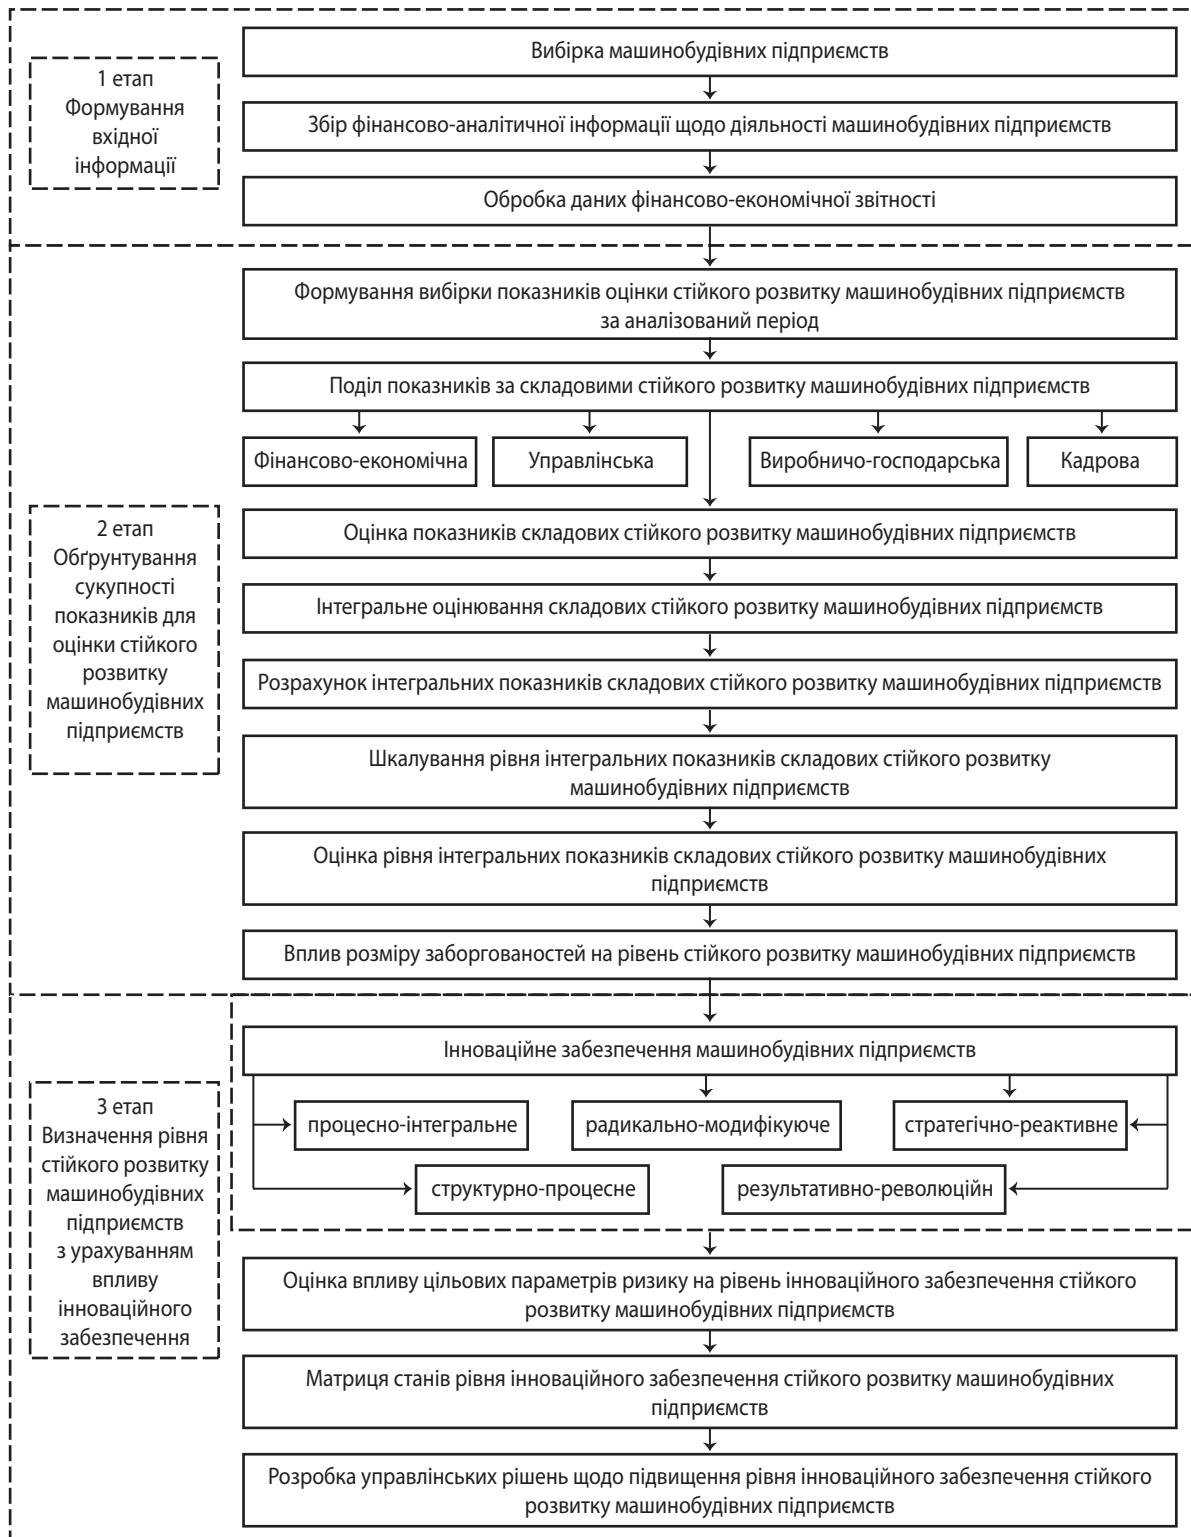 1 етап
Формування
вхідної
інформації
Вибірка машинобудівних підприємств
Збір фінансово-аналітичної інформації щодо діяльності машинобудівних підприємств
Обробка даних фінансово-економічної звітності
2 етап
Обґрунтування
сукупності
показників для
оцінки стійкого
розвитку
машинобудівних
підприємств
Формування вибірки показників оцінки стійкого розвитку машинобудівних підприємств
за аналізований період
Поділ показників за складовими стійкого розвитку машинобудівних підприємств
Фінансово-економічна
Управлінська
Виробничо-господарська
Кадрова
Оцінка показників складових стійкого розвитку машинобудівних підприємств
Інтегральне оцінювання складових стійкого розвитку машинобудівних підприємств
Розрахунок інтегральних показників складових стійкого розвитку машинобудівних підприємств
Шкалування рівня інтегральних показників складових стійкого розвитку
машинобудівних підприємств
Оцінка рівня інтегральних показників складових стійкого розвитку машинобудівних
підприємств
Вплив розміру заборгованостей на рівень стійкого розвитку машинобудівних підприємств
3 етап
Визначення рівня
стійкого розвитку
машинобудівних
підприємств
з урахуванням
впливу
інноваційного
забезпечення
Інноваційне забезпечення машинобудівних підприємств
процесно-інтегральне
радикально-модифікуюче
стратегічно-реактивне
структурно-процесне
результативно-революційн
Оцінка впливу цільових параметрів ризику на рівень інноваційного забезпечення стійкого
розвитку машинобудівних підприємств
Матриця станів рівня інноваційного забезпечення стійкого розвитку машинобудівних
підприємств
Розробка управлінських рішень щодо підвищення рівня інноваційного забезпечення стійкого
розвитку машинобудівних підприємств